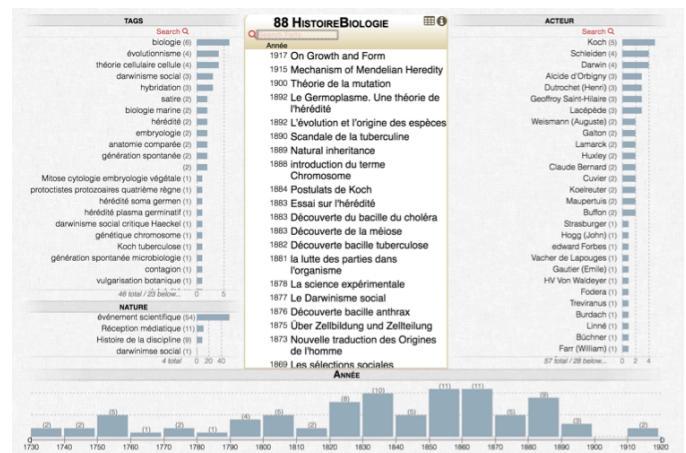 TAGS
Search
biologie (6)
évolutionnisme (4)
théorie cellulaire cellule (4)
darwinisme social (3)
hybridation (3)
satire (2)
biologie marine (2)
hérédité (2)
embryologie (2)
anatomie comparée (2)
génération spontanée (2)
(2)
Mitose cytologie embryologie végétale (1)
protoctistes protozoaires quatrième règne (1)
hérédité soma germen (1)
hérédité plasma germinatif (1)
darwinisme social critique Haeckel (1)
génétique chromosome (1)
Koch tuberculose (1)
génération spontanée microbiologie (1)
contagion (1)
vulgarisation botanique (1)
46 total / 23 below... 0 5
NATURE
événement scientifique (54)
Réception médiatique (11)
Histoire de la discipline (9)
darwinimse social (1)
4 total 0 20 40
88 HistoireBiologie
Année
1917 On Growth and Form
1915 Mechanism of Mendelian Heredity
1900 Théorie de la mutation
1892 Le Germoplasme. Une théorie de
l'hérédité
1892 L'évolution et l'origine des espèces
1890 Scandale de la tuberculine
1889 Natural inheritance
1888 introduction du terme
Chromosome
1884 Postulats de Koch
1883 Essai sur l'hérédité
1883 Découverte du bacille du choléra
1883 Découverte de la méiose
1882 Découverte bacille tuberculose
1881 la lutte des parties dans
l'organisme
1878 La science expérimentale
1877 Le Darwinisme social
1876 Découverte bacille anthrax
1875 Über Zellbildung und Zellteilung
1873 Nouvelle traduction des Origines
de l'homme
1869 Les sélections sociales
ACTEUR
Search
Koch (5)
Schleiden (4)
Darwin (4)
Alcide d'Orbigny (3)
Dutrochet (Henri) (3)
Geoffroy Saint-Hilaire (3)
Lacépède (3)
Weismann (Auguste) (2)
Galton (2)
Lamarck (2)
Huxley (2)
Claude Bernard (2)
Cuvier (2)
Koelreuter (2)
Maupertuis (2)
Buffon (2)
Strasburger (1)
Hogg (John) (1)
edward Forbes (1)
Vacher de Lapouges (1)
Gautier (Emile) (1)
HV Von Waldeyer (1)
Fodera (1)
Treviranus (1)
Burdach (1)
Linné (1)
Büchner (1)
Farr (William) (1)
57 total / 28 below... 0 2 4
Année
(2) (2) (5) (1) (2) (1) (4) (5) (2) (8) (10) (5) (11) (11) (5) (8) (3) (2)
1730 1740 1750 1760 1770 1780 1790 1800 1810 1820 1830 1840 1850 1860 1870 1880 1890 1900 1910 1920